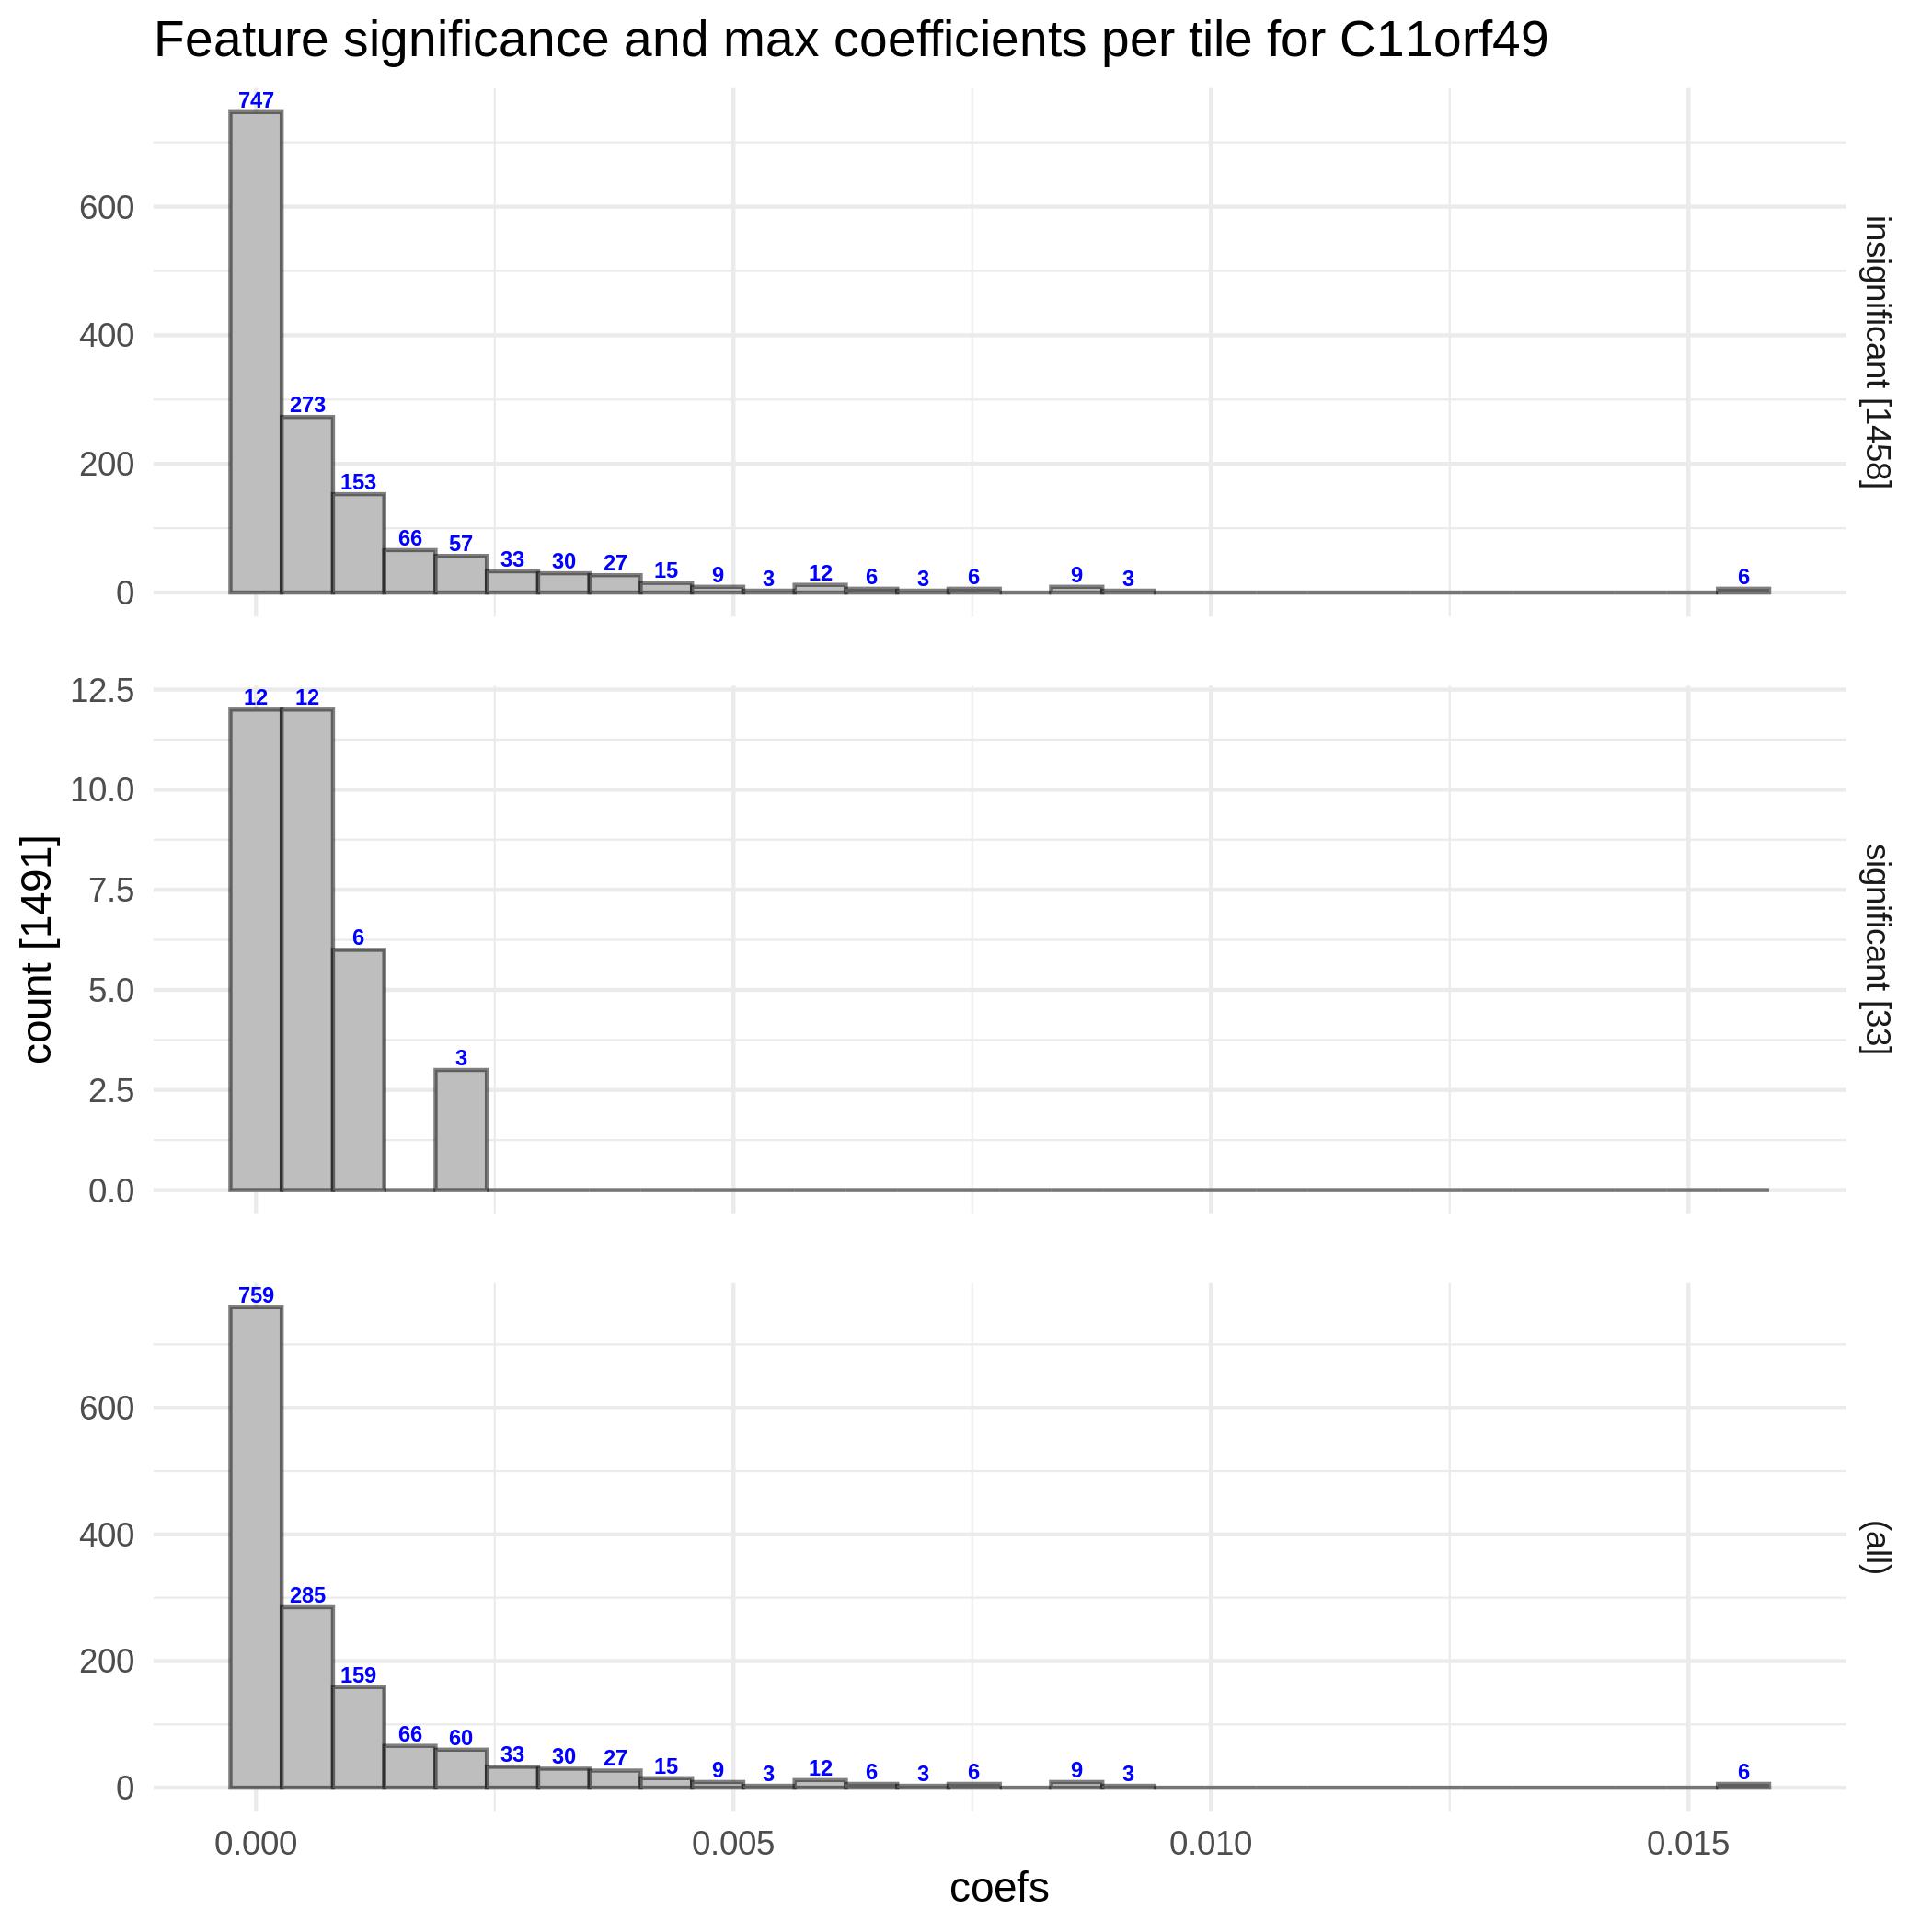 Feature significance and max coefficients per tile for C11orf49
747
273
153
66 57 33 30 27 15 9 3 12 6 3 6 9 3 6
600
400
200
0
insignificant [1458]
12 12
6
3
12.5
10.0
7.5
5.0
2.5
0.0
significant [33]
count [1491]
759
285
159
66 60 33 30 27 15 9 3 12 6 3 6 9 3 6
600
400
200
0
(all)
0.000 0.005 0.010 0.015
coefs